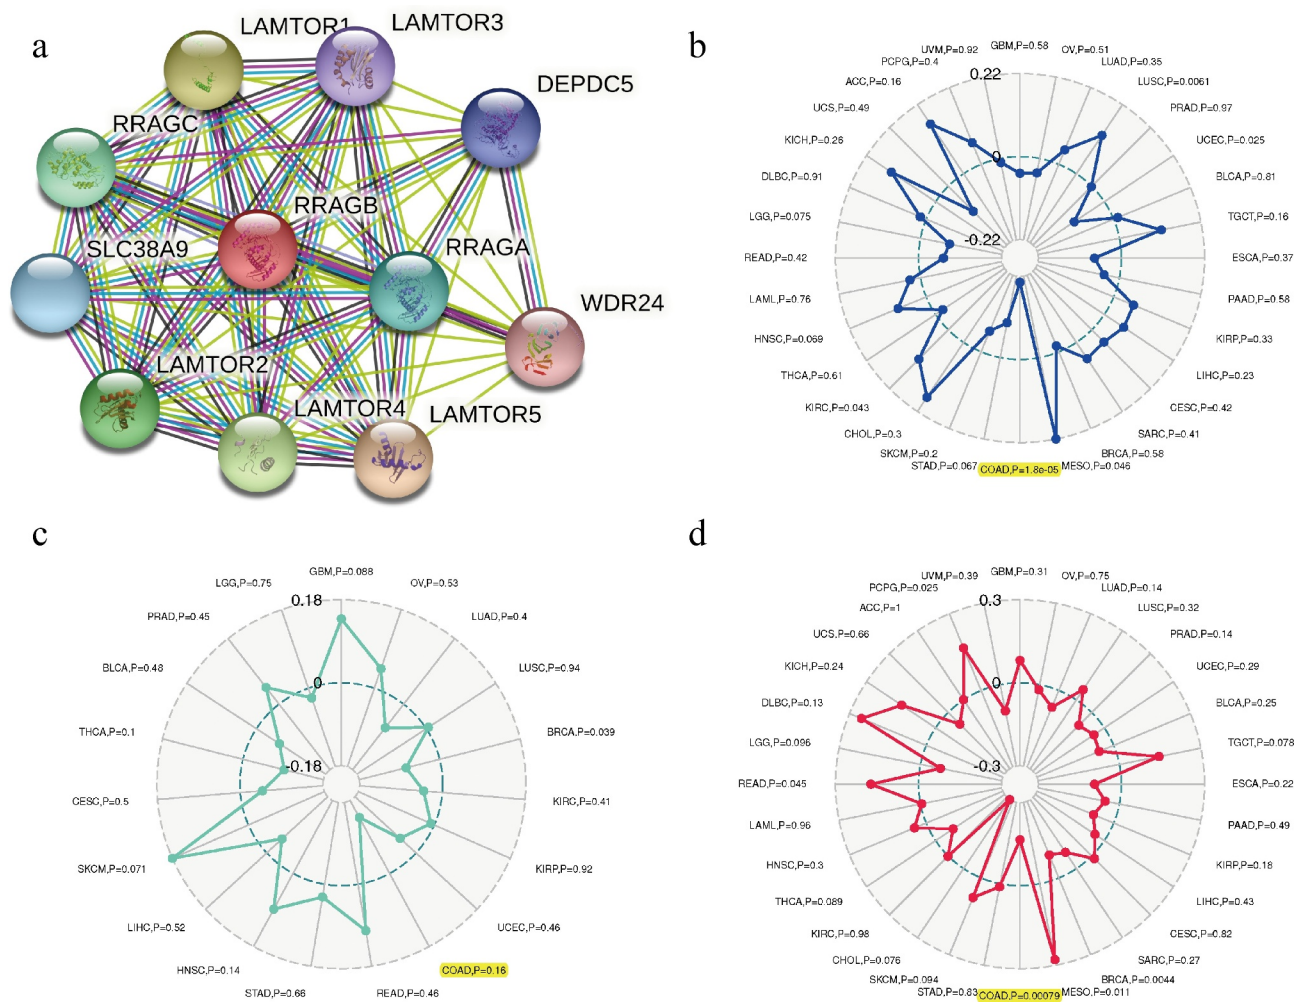 a
LAMTOR1
LAMTOR3
DEPDC5
RRAGC
RRAGB
RRAGA
SLC38A9
WDR24
LAMTOR2
LAMTOR4
LAMTOR5
b
GBM,P=0.58
OV,P=0.51
LUAD,P=0.35
LUSC,P=0.0061
PRAD,P=0.97
UCEC,P=0.025
BLCA,P=0.81
TGCT,P=0.16
ESCA,P=0.37
PAAD,P=0.58
KIRP,P=0.33
LIHC,P=0.23
CESC,P=0.42
SARC,P=0.41
BRCA,P=0.58
MESO,P=0.046
COAD,P=1.8e-05
STAD,P=0.067
SKCM,P=0.2
CHOL,P=0.3
KIRC,P=0.043
THCA,P=0.61
HNSC,P=0.069
LAML,P=0.76
READ,P=0.42
LGG,P=0.075
DLBC,P=0.91
KICH,P=0.26
UCS,P=0.49
ACC,P=0.16
PCPG,P=0.4
UVM,P=0.92
0.22
0
-0.22
c
GBM,P=0.088
OV,P=0.53
LUAD,P=0.4
LUSC,P=0.94
BRCA,P=0.039
KIRC,P=0.41
KIRP,P=0.92
UCEC,P=0.46
COAD,P=0.16
READ,P=0.46
STAD,P=0.66
HNSC,P=0.14
LIHC,P=0.52
SKCM,P=0.071
CESC,P=0.5
THCA,P=0.1
BLCA,P=0.48
PRAD,P=0.45
LGG,P=0.75
0.18
0
-0.18
d
GBM,P=0.31
OV,P=0.75
LUAD,P=0.14
LUSC,P=0.32
PRAD,P=0.14
UCEC,P=0.29
BLCA,P=0.25
TGCT,P=0.078
ESCA,P=0.22
PAAD,P=0.49
KIRP,P=0.18
LIHC,P=0.43
CESC,P=0.82
SARC,P=0.27
BRCA,P=0.0044
MESO,P=0.011
COAD,P=0.00079
STAD,P=0.83
SKCM,P=0.094
CHOL,P=0.076
KIRC,P=0.98
THCA,P=0.089
HNSC,P=0.3
LAML,P=0.96
READ,P=0.045
LGG,P=0.096
DLBC,P=0.13
KICH,P=0.24
UCS,P=0.66
ACC,P=1
PCPG,P=0.025
UVM,P=0.39
0.3
0
-0.3